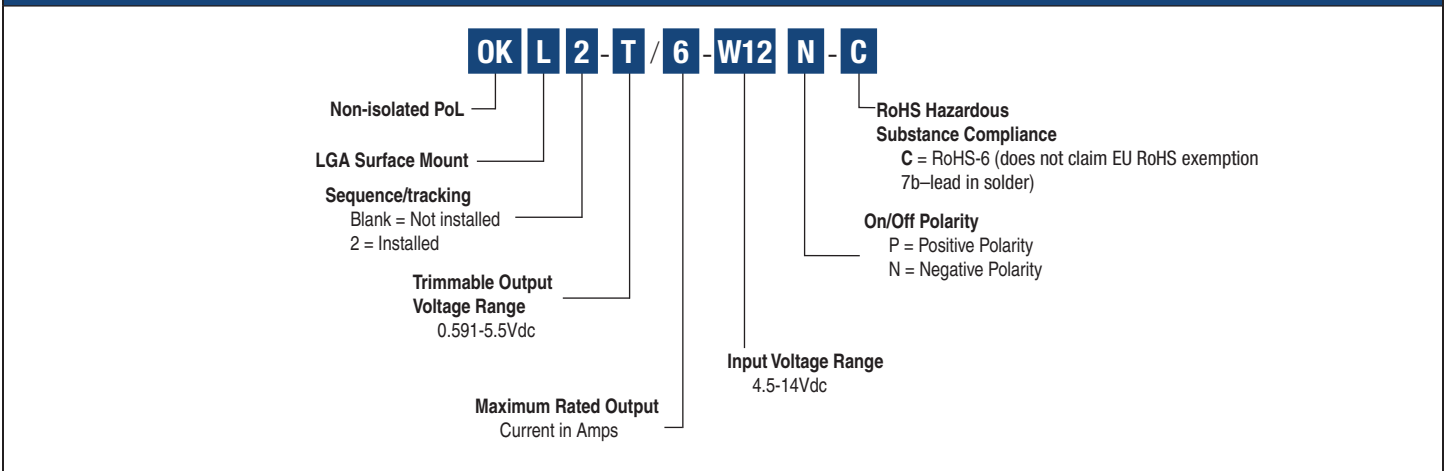 OK L 2 - T / 6 - W12 N - C
Non-isolated PoL
LGA Surface Mount
Sequence/tracking
Blank = Not installed
2 = Installed
Trimmable Output
Voltage Range
0.591-5.5Vdc
Maximum Rated Output
Current in Amps
Input Voltage Range
4.5-14Vdc
On/Off Polarity
P = Positive Polarity
N = Negative Polarity
RoHS Hazardous
Substance Compliance
C = RoHS-6 (does not claim EU RoHS exemption
7b–lead in solder)